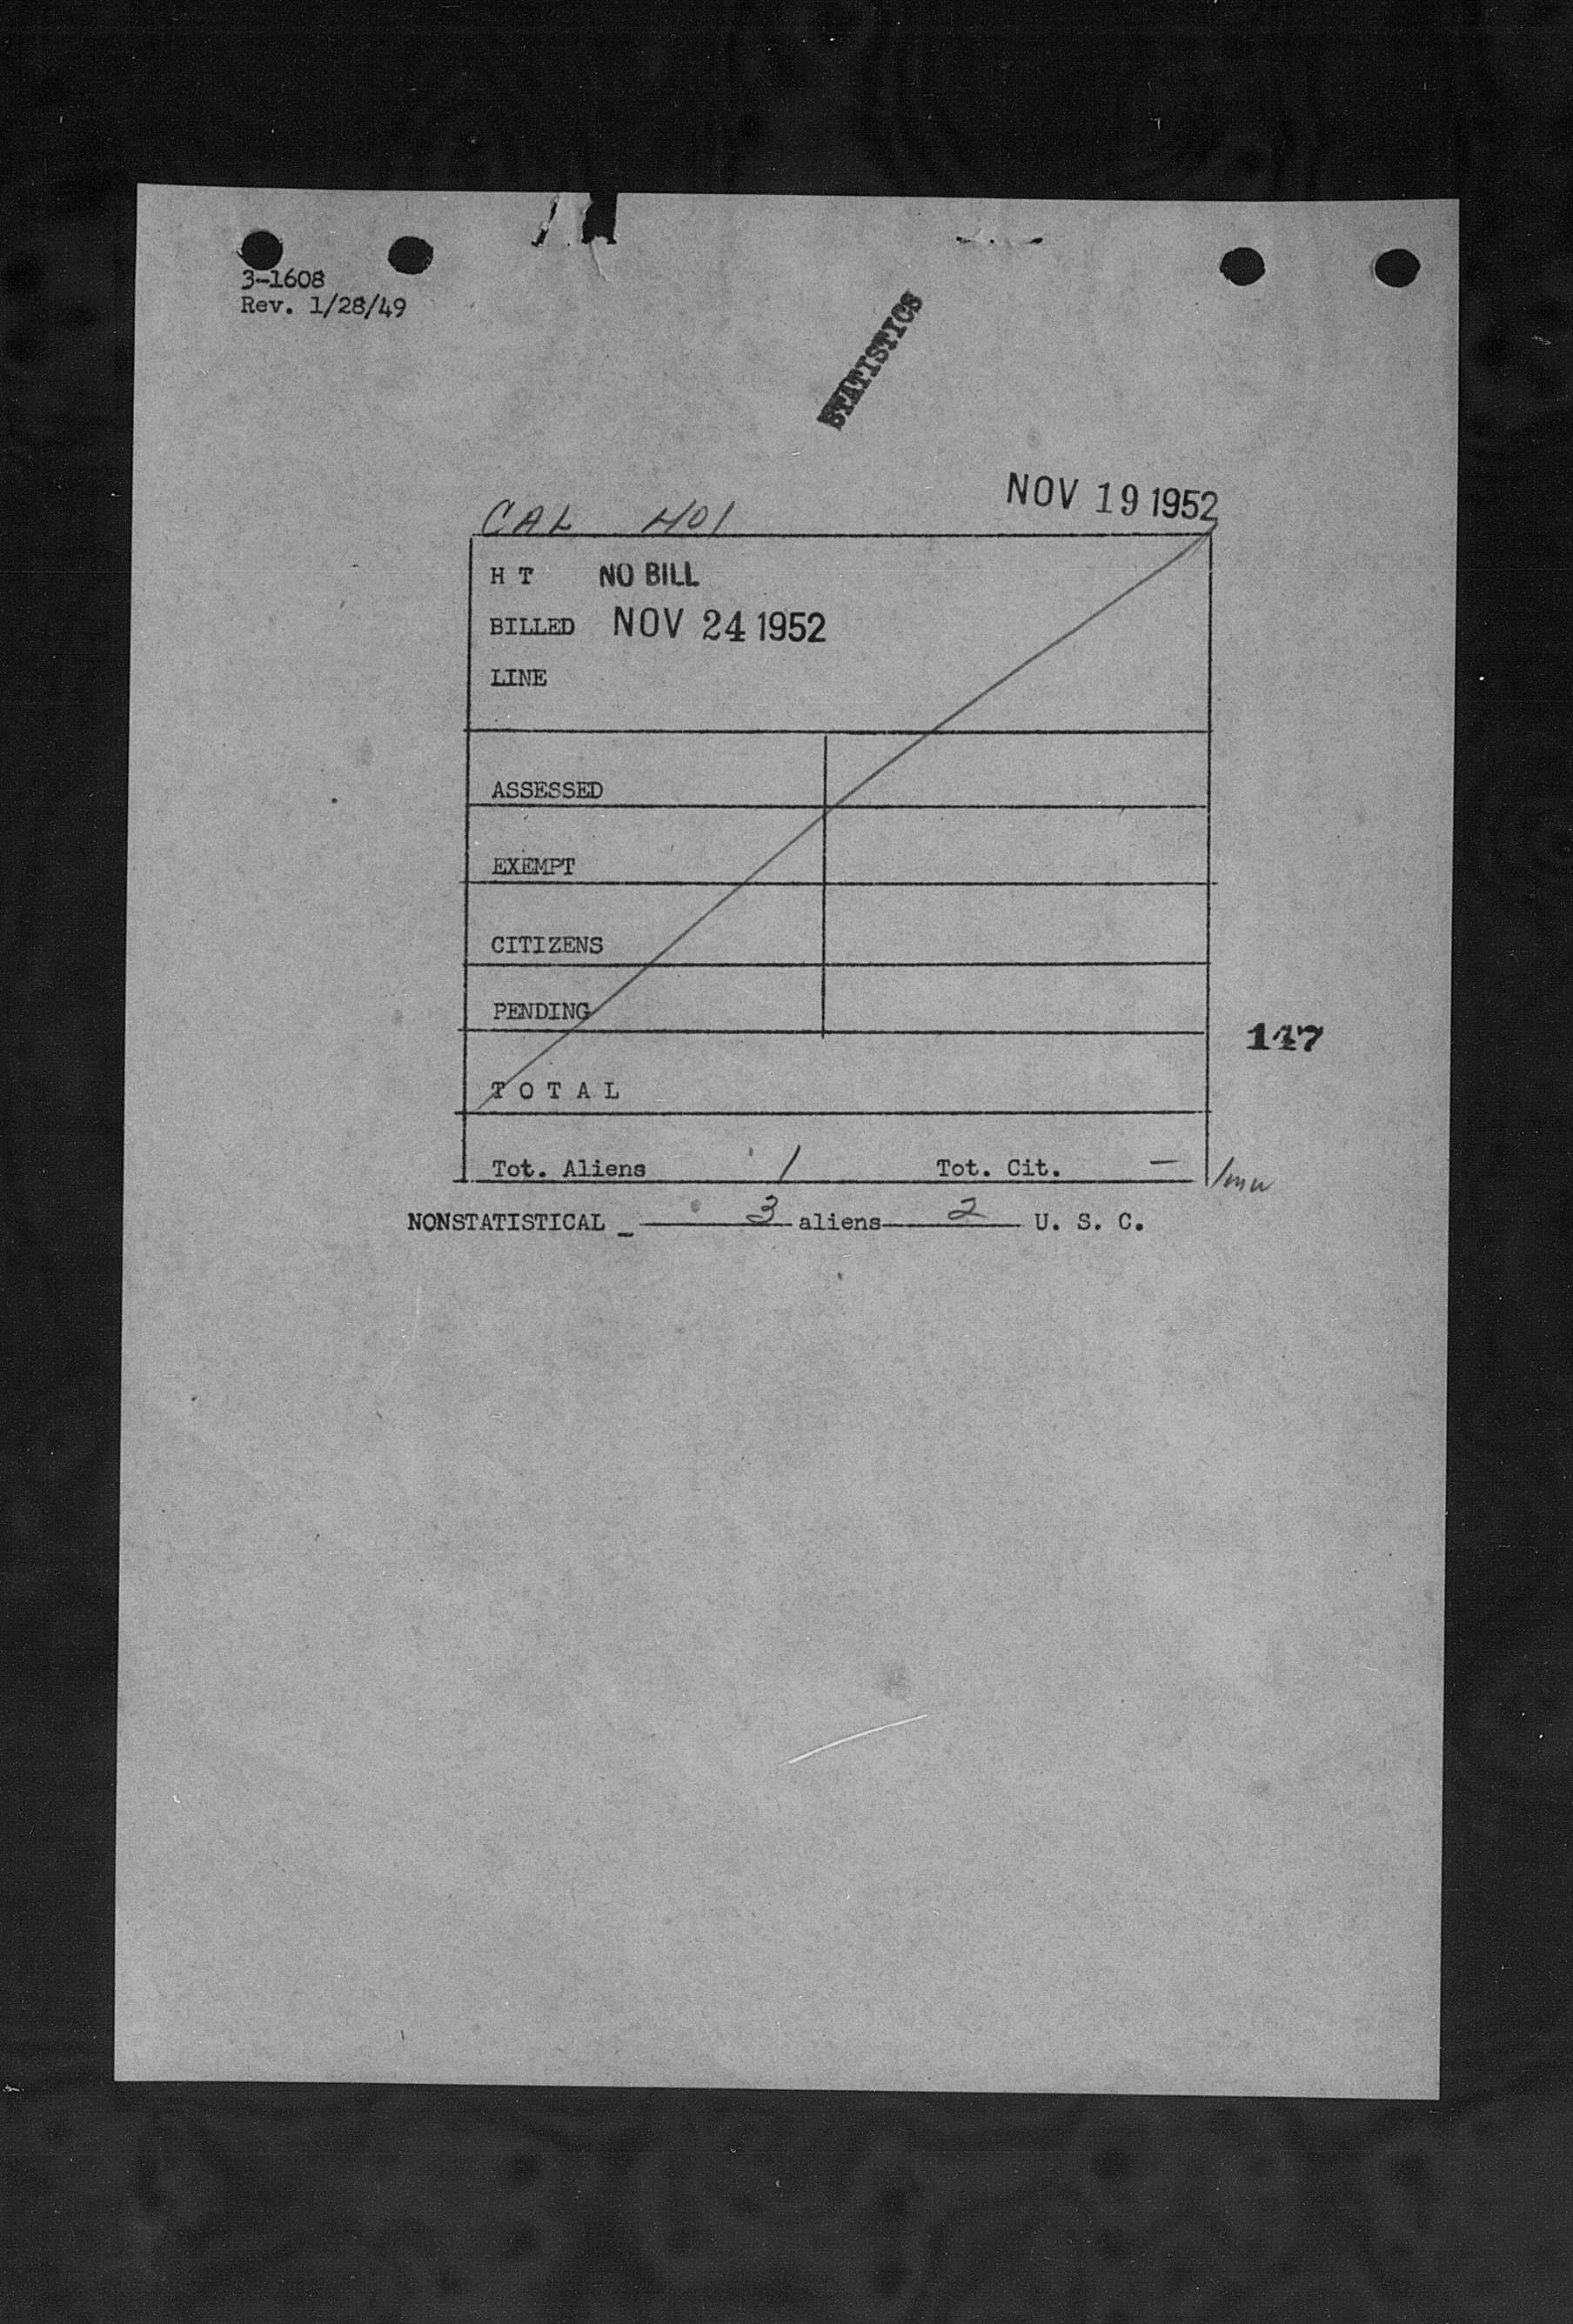 3-1608
Rev. 1/28/49
STATISTICS
NOV 19 1952
CAL 401
H T NO BILL
BILLED NOV 24 1952
LINE
ASSESSED
EXEMPT
CITIZENS
PENDING
147
T O T A L
Tot. Aliens 1 Tot. Cit. –
NONSTATISTICAL _ 3 aliens 2 U. S. C.